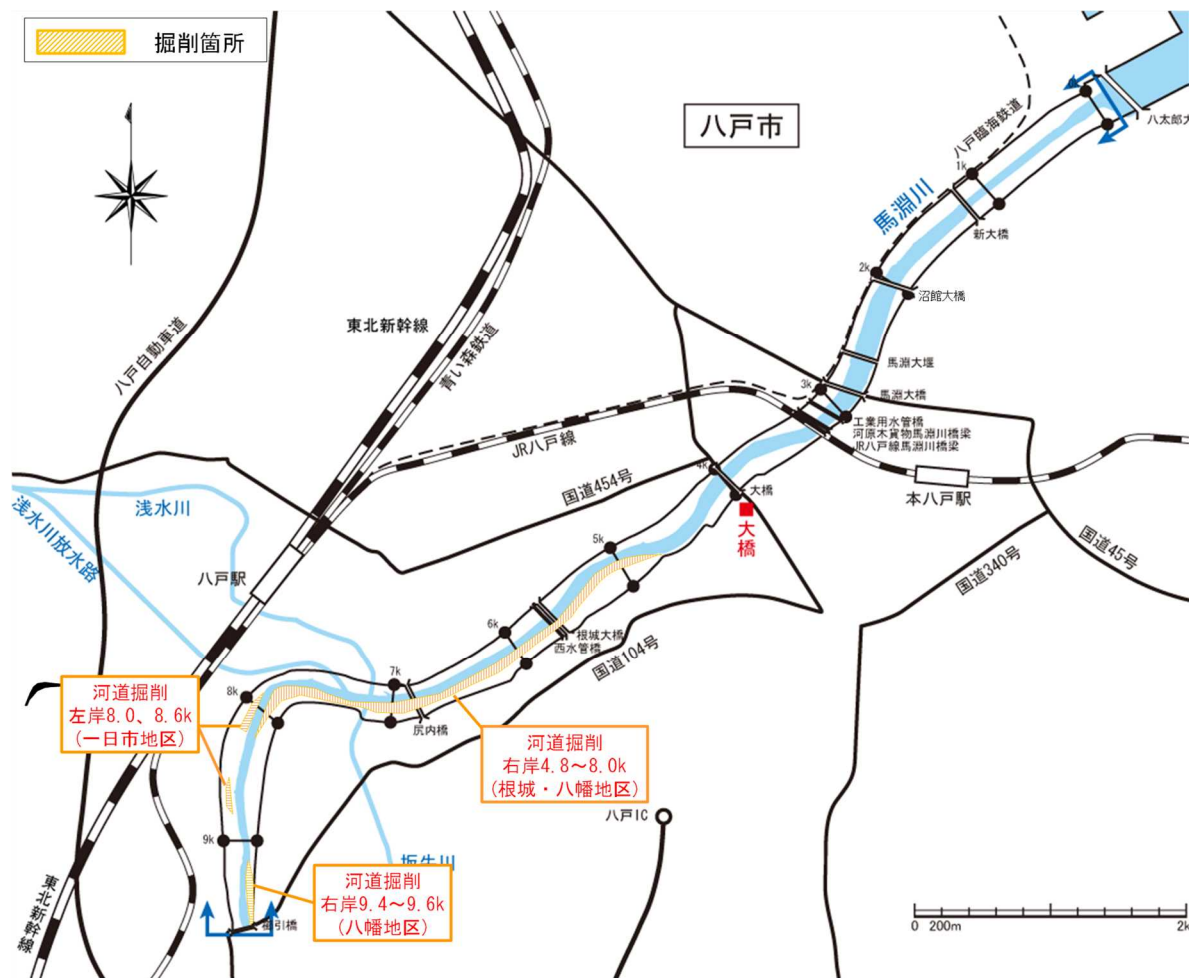 掘削箇所
八戸市
八戸臨海鉄道
馬淵川
八太郎大
1k
新大橋
2k
沼館大橋
馬淵大堰
3k
馬淵大橋
工業用水管橋
河原木貨物馬淵川橋梁
JR八戸線馬淵川橋梁
本八戸駅
国道45号
国道340号
八戸自動車道
東北新幹線
青い森鉄道
JR八戸線
国道454号
4k
大橋
大橋
浅水川
浅水川放水路
八戸駅
5k
根城大橋
西水管橋
6k
国道104号
7k
尻内橋
8k
河道掘削
左岸8.0、8.6k
(一日市地区)
河道掘削
右岸4.8～8.0k
(根城・八幡地区)
八戸IC
9k
河道掘削
右岸9.4～9.6k
(八幡地区)
櫛引橋
東北新幹線
0 200m
2k